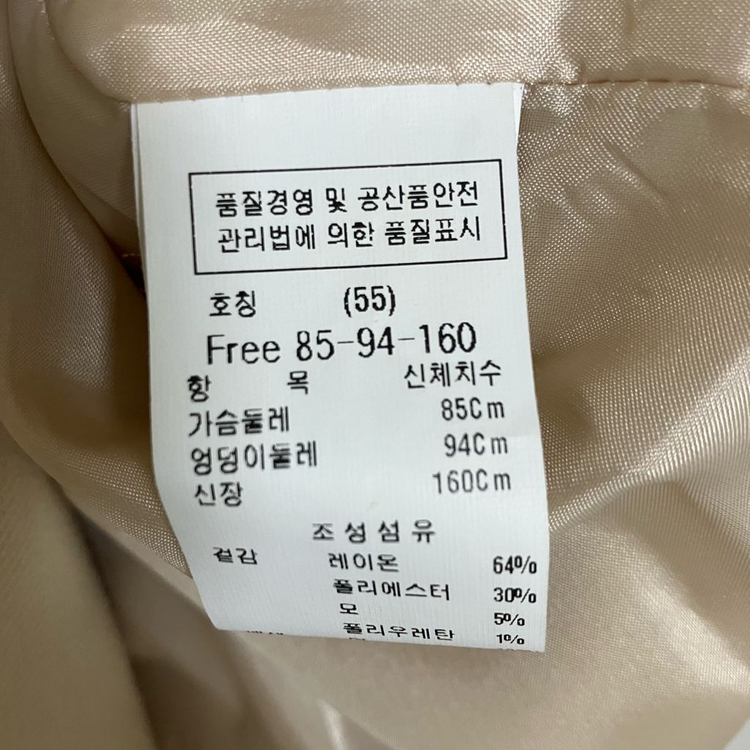 품질경영 및 공산품안전
관리법에 의한 품질표시
호칭 (55)
Free 85-94-160
항 목 신체치수
가슴둘레 85Cm
엉덩이둘레 94Cm
신장 160Cm
조성섬유
겉감 레이온 64%
폴리에스터 30%
모 5%
폴리우레탄 1%